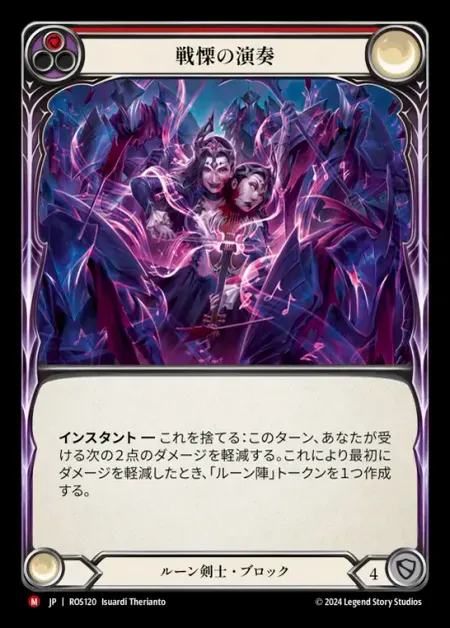 戦慄の演奏
インスタント ー これを捨てる：このターン、あなたが受
ける次の２点のダメージを軽減する。これにより最初に
ダメージを軽減したとき、「ルーン陣」トークンを１つ作成
する。
ルーン剣士・ブロック
4
M JP | ROS120 Isuardi Therianto
© 2024 Legend Story Studios